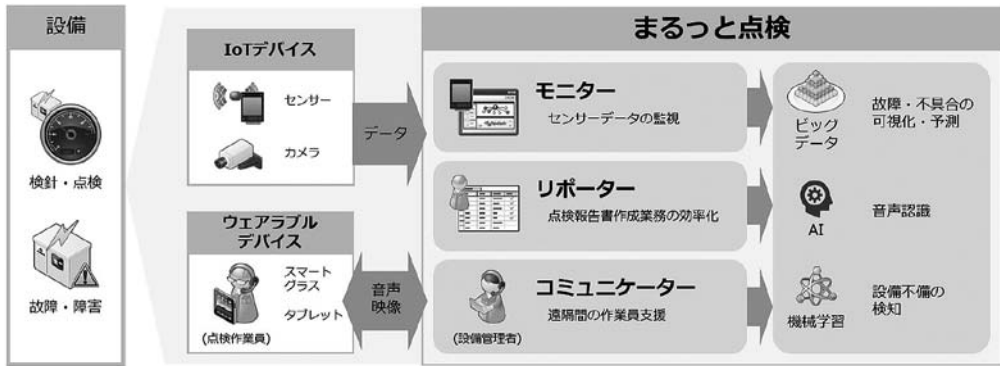 設備
検針・点検
故障・障害
IoTデバイス
センサー
カメラ
データ
ウェアラブル
デバイス
スマート
グラス
タブレット
(点検作業員)
音声
映像
まるっと点検
モニター
センサーデータの監視
リポーター
点検報告書作成業務の効率化
コミュニケーター
遠隔間の作業員支援
(設備管理者)
ビッグ
データ
故障・不具合の
可視化・予測
AI
音声認識
機械学習
設備不備の
検知